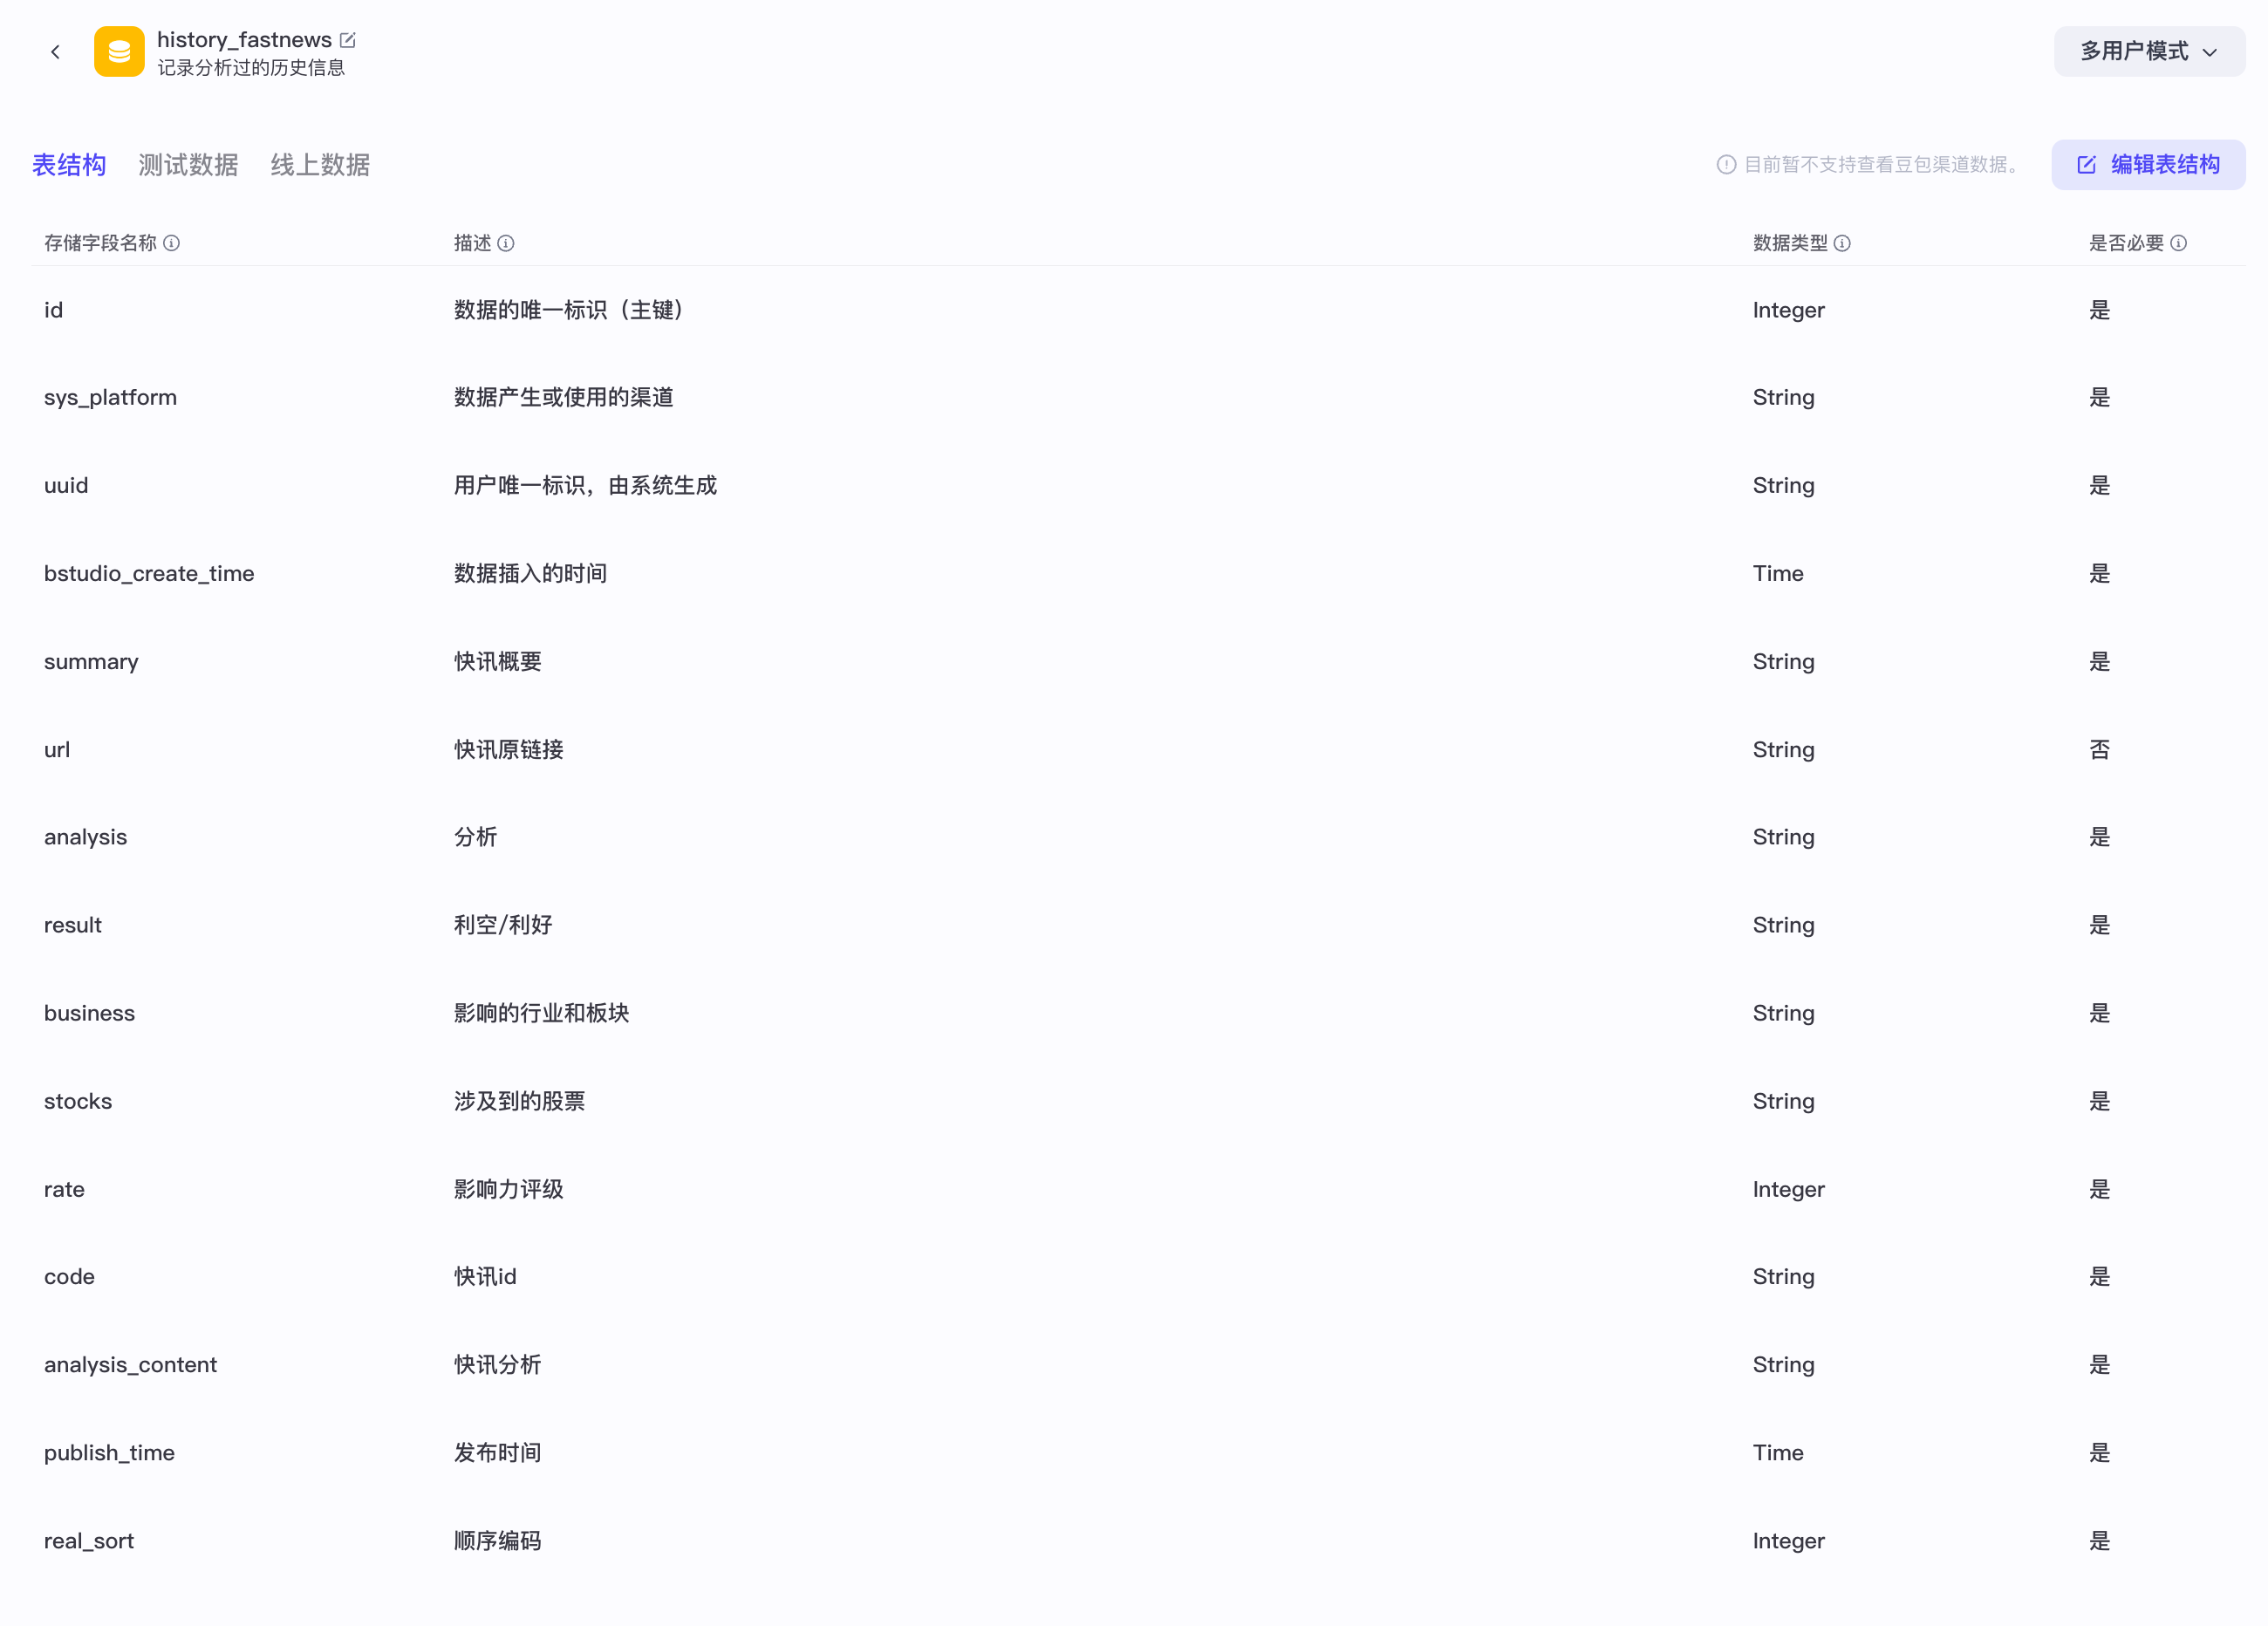 history_fastnews
记录分析过的历史信息
多用户模式
表结构 测试数据 线上数据
目前暂不支持查看豆包渠道数据。 编辑表结构
存储字段名称 描述 数据类型 是否必要
id 数据的唯一标识（主键） Integer 是
sys_platform 数据产生或使用的渠道 String 是
uuid 用户唯一标识，由系统生成 String 是
bstudio_create_time 数据插入的时间 Time 是
summary 快讯概要 String 是
url 快讯原链接 String 否
analysis 分析 String 是
result 利空/利好 String 是
business 影响的行业和板块 String 是
stocks 涉及到的股票 String 是
rate 影响力评级 Integer 是
code 快讯id String 是
analysis_content 快讯分析 String 是
publish_time 发布时间 Time 是
real_sort 顺序编码 Integer 是